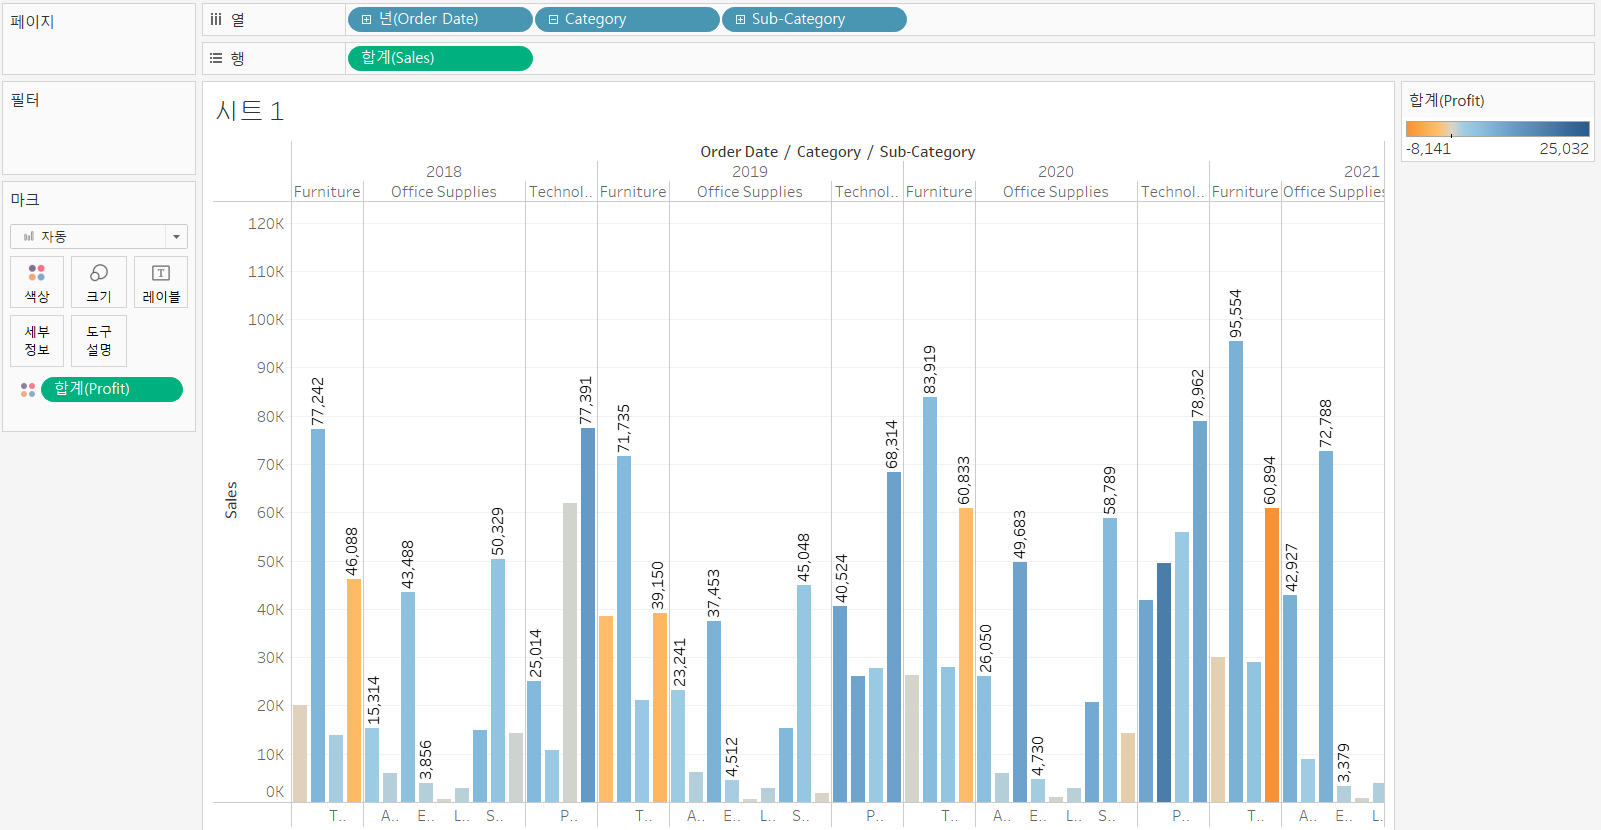 페이지
열
년(Order Date)
Category
Sub-Category
행
합계(Sales)
필터
마크
자동
색상
크기
레이블
세부
정보
도구
설명
합계(Profit)
시트 1
Order Date / Category / Sub-Category
2018
2019
2020
2021
Furniture
Office Supplies
Technol..
Furniture
Office Supplies
Technol..
Furniture
Office Supplies
Technol..
Furniture
Office Supplies
Sales
120K
110K
100K
90K
80K
70K
60K
50K
40K
30K
20K
10K
0K
77,242
46,088
15,314
43,488
3,856
50,329
25,014
77,391
71,735
39,150
23,241
37,453
4,512
45,048
40,524
68,314
83,919
60,833
26,050
49,683
4,730
58,789
78,962
95,554
60,894
42,927
72,788
3,379
T..
A..
E..
L..
S..
P..
T..
A..
E..
L..
S..
P..
T..
A..
E..
L..
S..
P..
T..
A..
E..
L..
합계(Profit)
-8,141
25,032